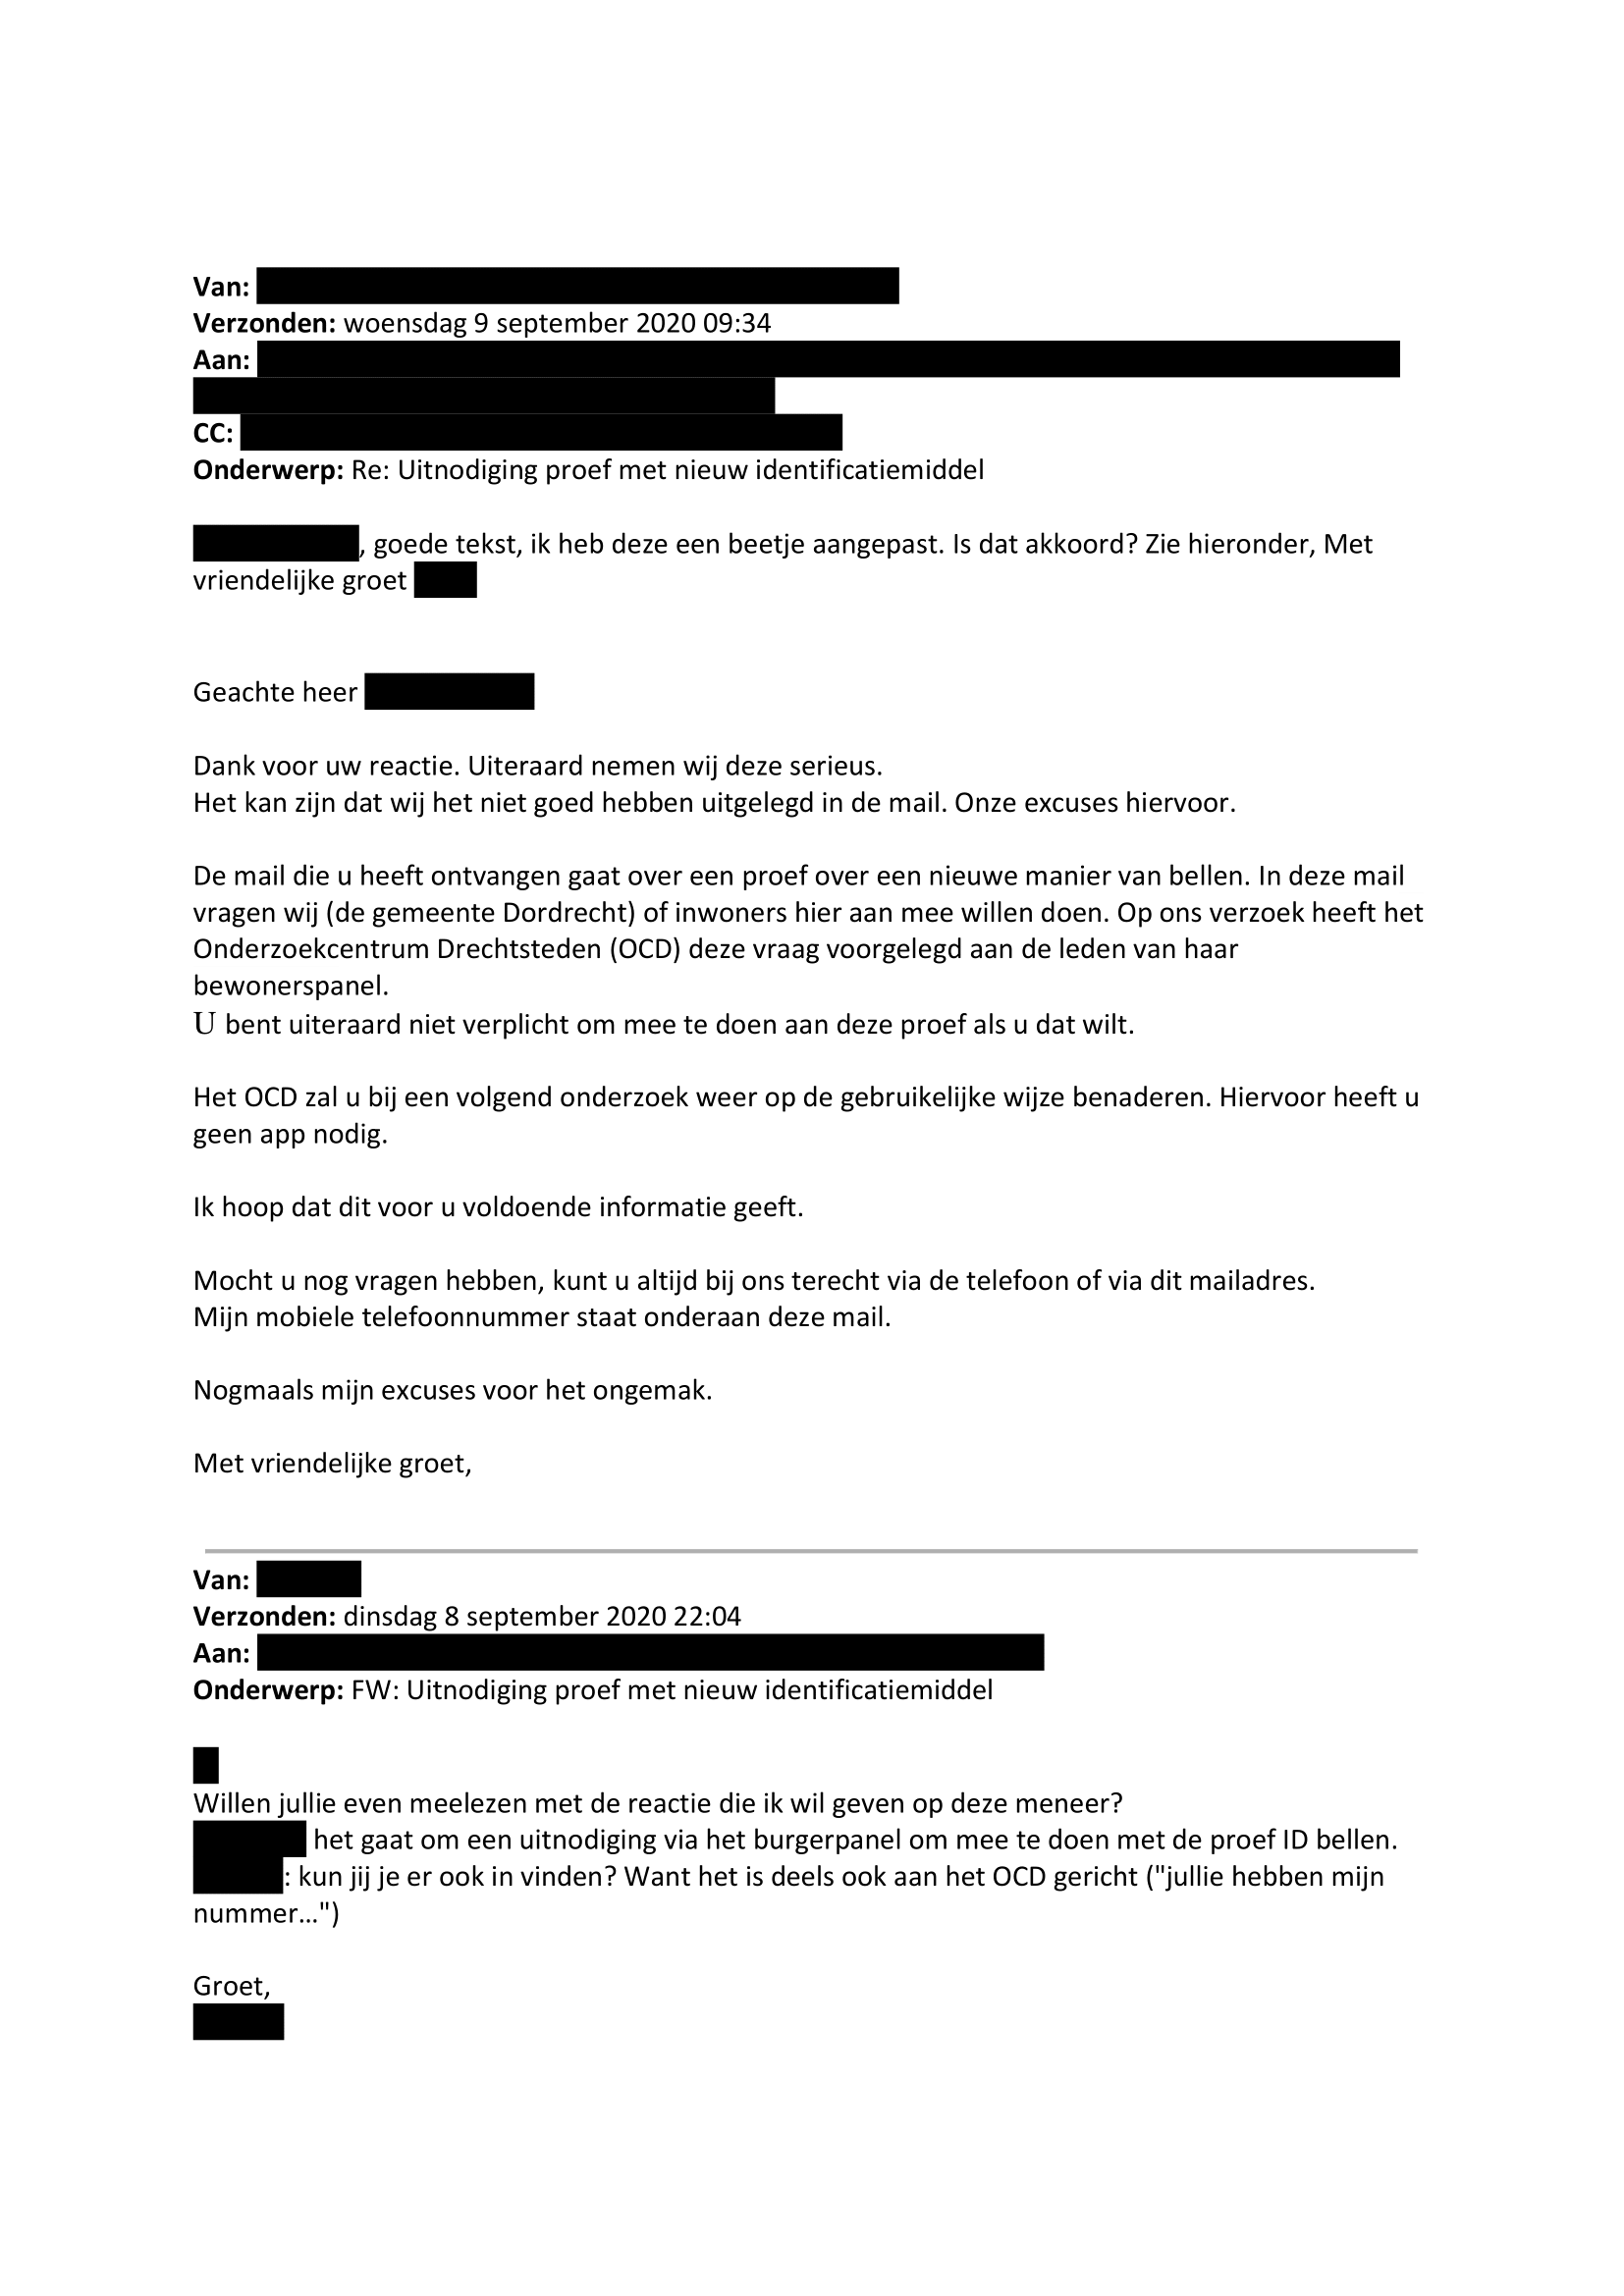 Van:
Verzonden: woensdag 9 september 2020 09:34
Aan:
CC:
Onderwerp: Re: Uitnodiging proef met nieuw identificatiemiddel
, goede tekst, ik heb deze een beetje aangepast. Is dat akkoord? Zie hieronder, Met
vriendelijke groet
Geachte heer
Dank voor uw reactie. Uiteraard nemen wij deze serieus.
Het kan zijn dat wij het niet goed hebben uitgelegd in de mail. Onze excuses hiervoor.
De mail die u heeft ontvangen gaat over een proef over een nieuwe manier van bellen. In deze mail
vragen wij (de gemeente Dordrecht) of inwoners hier aan mee willen doen. Op ons verzoek heeft het
Onderzoekcentrum Drechtsteden (OCD) deze vraag voorgelegd aan de leden van haar
bewonerspanel.
U bent uiteraard niet verplicht om mee te doen aan deze proef als u dat wilt.
Het OCD zal u bij een volgend onderzoek weer op de gebruikelijke wijze benaderen. Hiervoor heeft u
geen app nodig.
Ik hoop dat dit voor u voldoende informatie geeft.
Mocht u nog vragen hebben, kunt u altijd bij ons terecht via de telefoon of via dit mailadres.
Mijn mobiele telefoonnummer staat onderaan deze mail.
Nogmaals mijn excuses voor het ongemak.
Met vriendelijke groet,
Van:
Verzonden: dinsdag 8 september 2020 22:04
Aan:
Onderwerp: FW: Uitnodiging proef met nieuw identificatiemiddel
Willen jullie even meelezen met de reactie die ik wil geven op deze meneer?
het gaat om een uitnodiging via het burgerpanel om mee te doen met de proef ID bellen.
: kun jij je er ook in vinden? Want het is deels ook aan het OCD gericht ("jullie hebben mijn
nummer…")
Groet,